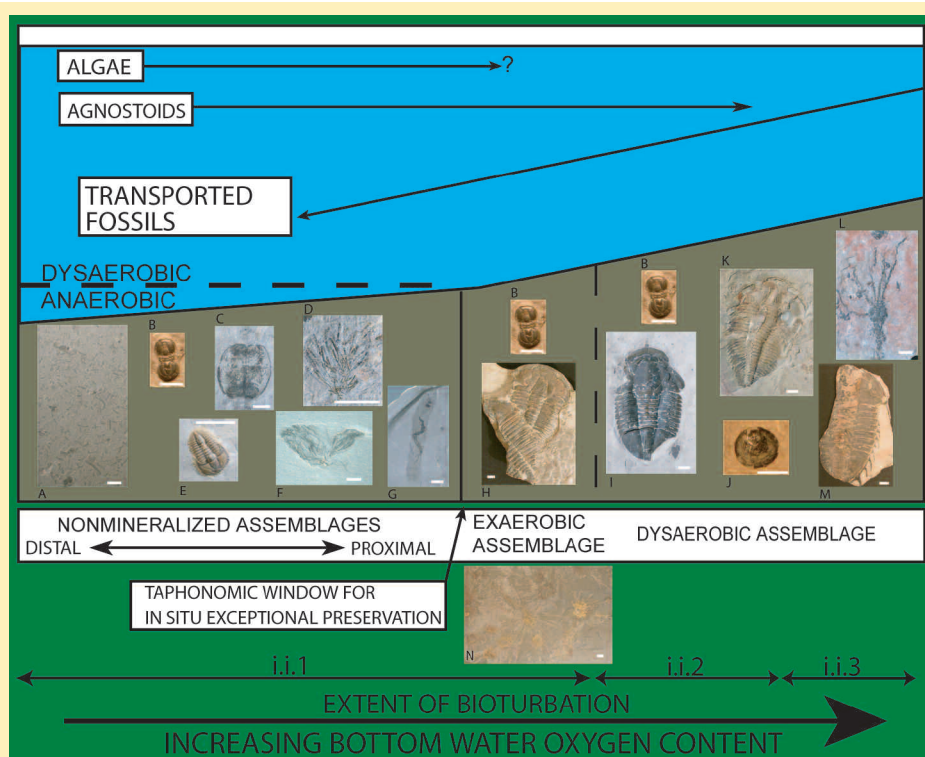 ALGAE
?
AGNOSTOIDS
TRANSPORTED
FOSSILS
DYSAEROBIC
ANAEROBIC
A
B
C
D
E
F
G
B
H
B
I
K
J
L
M
NONMINERALIZED ASSEMBLAGES
DISTAL
PROXIMAL
EXAEROBIC
ASSEMBLAGE
DYSAEROBIC ASSEMBLAGE
TAPHONOMIC WINDOW FOR
IN SITU EXCEPTIONAL PRESERVATION
N
i.i.1
i.i.2
i.i.3
EXTENT OF BIOTURBATION
INCREASING BOTTOM WATER OXYGEN CONTENT